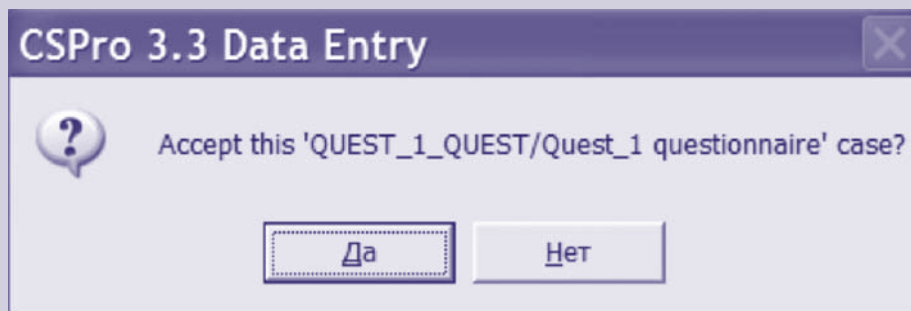 CSPro 3.3 Data Entry
Accept this 'QUEST_1_QUEST/Quest_1 questionnaire' case?
Да Нет